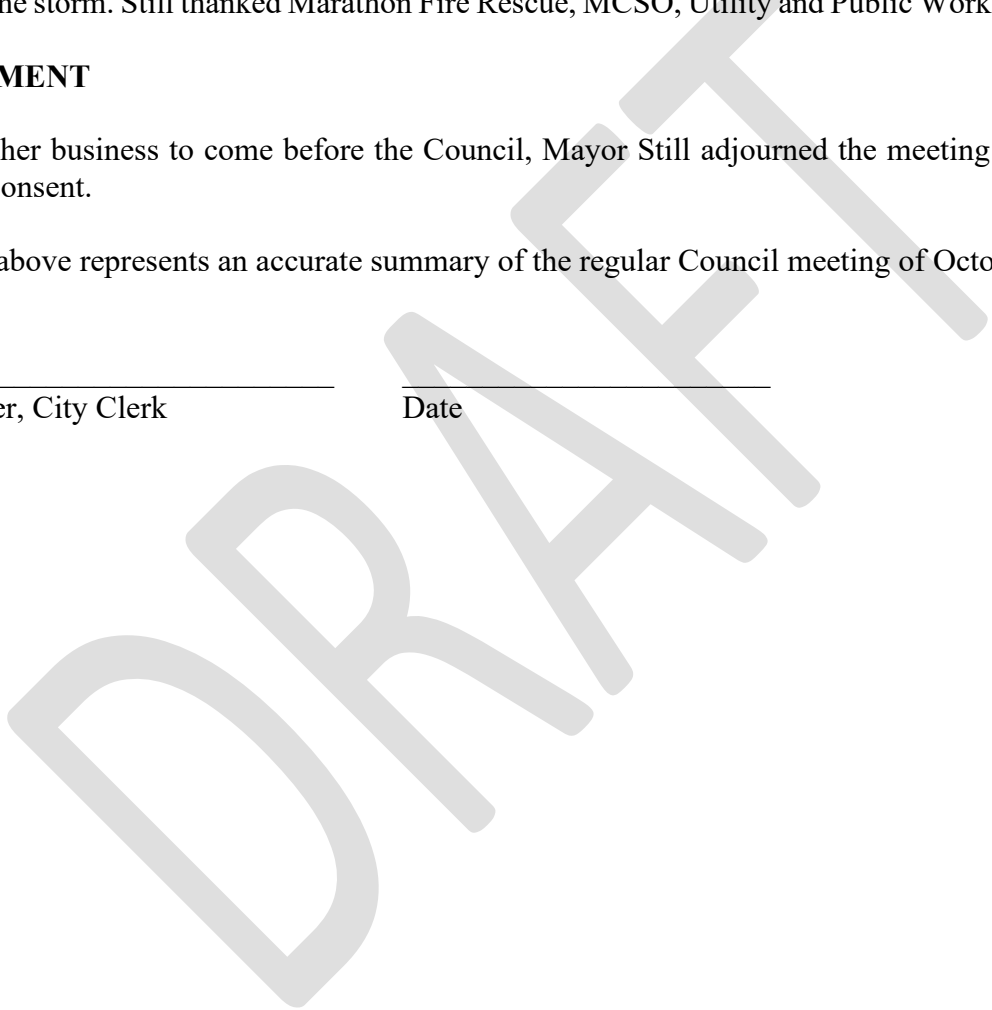 he storm. Still thanked Marathon Fire Rescue, MCSO, Utility and Public Work
MENT
her business to come before the Council, Mayor Still adjourned the meeting
onsent.
above represents an accurate summary of the regular Council meeting of Octo
er, City Clerk
Date
DRAFT